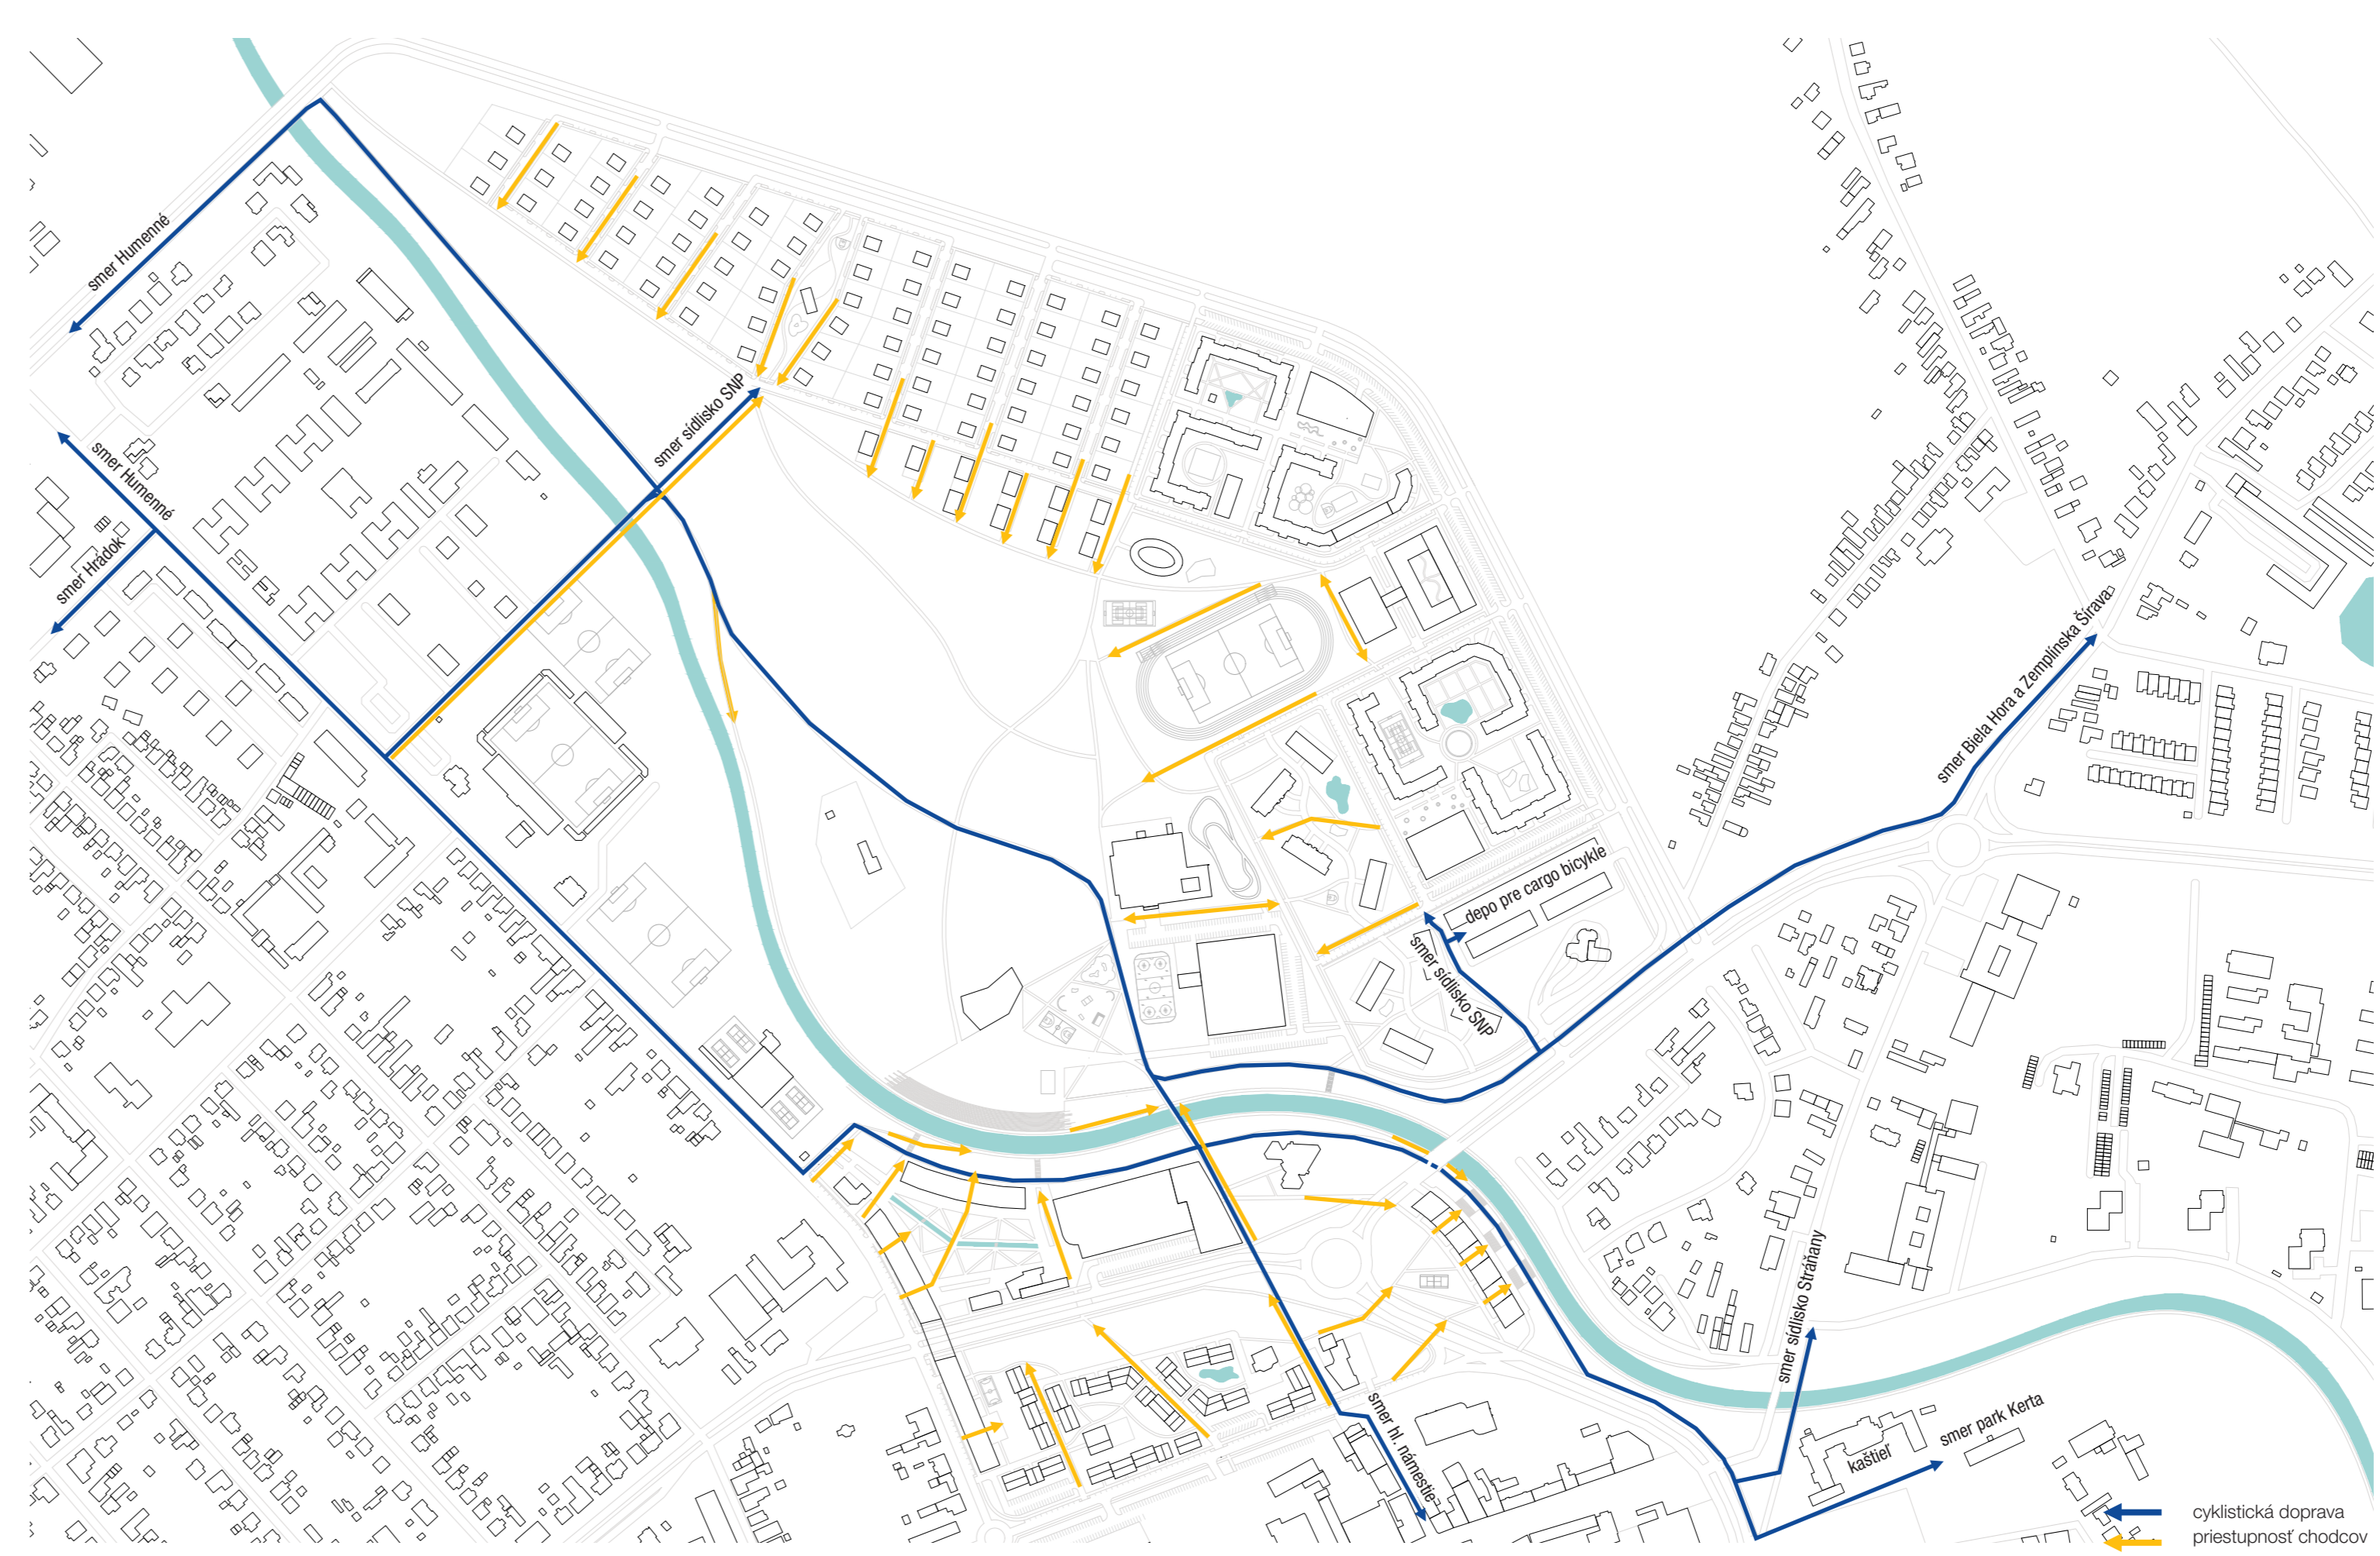 smer Humenné
smer sídlisko SNP
smer Humenné
smer Hrádok
smer Biela Hora a Zemplínska Šírava
depo pre cargo bicykle
smer sídlisko SNP
smer sídlisko Stráňany
smer hl. námestie
kaštieľ
smer park Kerta
cyklistická doprava
priestupnosť chodcov